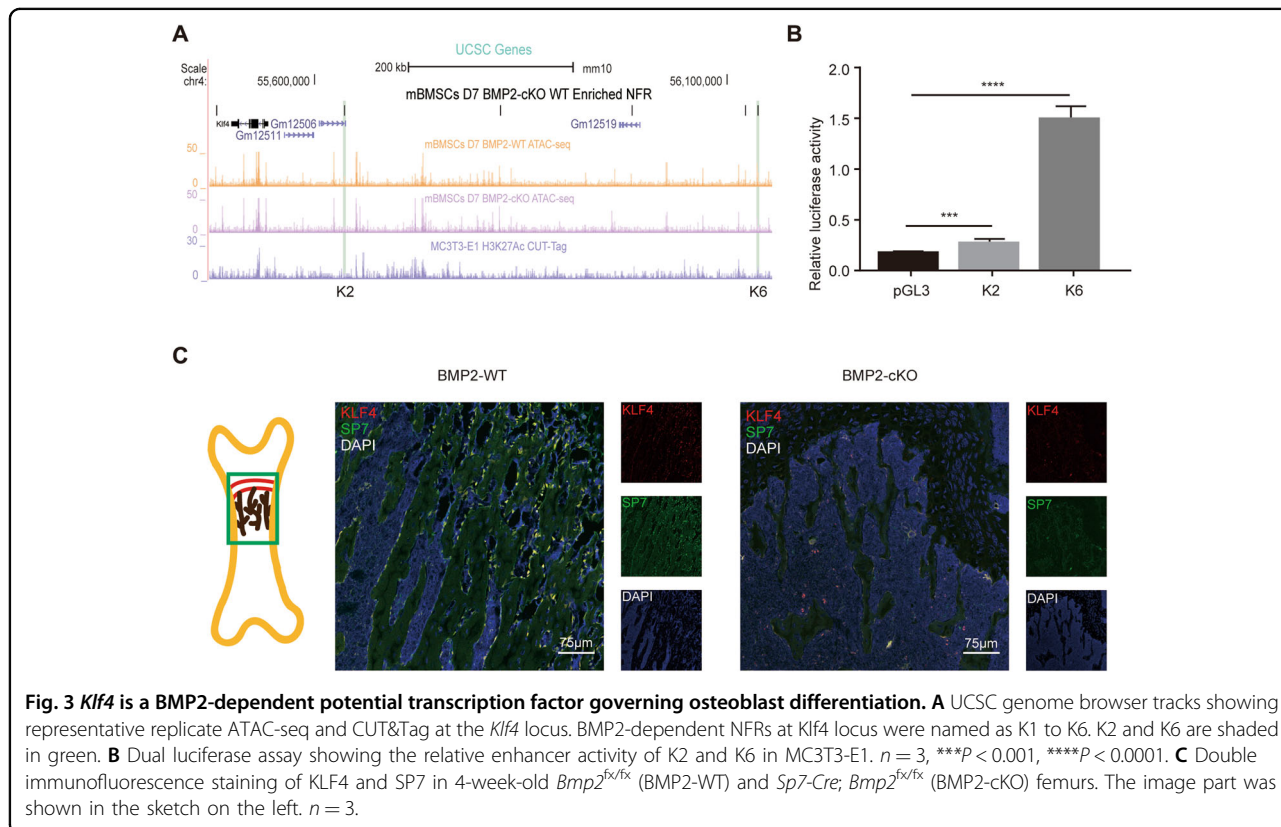 A
UCSC Genes
Scale
200 kb
mm10
chr4:
55,600,000
56,100,000
mBMSCs D7 BMP2-cKO WT Enriched NFR
Klf4
Gm12506
Gm12511
Gm12519
50
mBMSCs D7 BMP2-WT ATAC-seq
0
50
mBMSCs D7 BMP2-cKO ATAC-seq
0
30
MC3T3-E1 H3K27Ac CUT-Tag
0
K2
K6
B
Relative luciferase activity
2.0
1.5
1.0
0.5
0.0
****
***
pGL3
K2
K6
C
BMP2-WT
BMP2-cKO
KLF4
SP7
DAPI
75μm
KLF4
SP7
DAPI
KLF4
SP7
DAPI
75μm
KLF4
SP7
DAPI
Fig. 3 Klf4 is a BMP2-dependent potential transcription factor governing osteoblast differentiation. A UCSC genome browser tracks showing
representative replicate ATAC-seq and CUT&Tag at the Klf4 locus. BMP2-dependent NFRs at Klf4 locus were named as K1 to K6. K2 and K6 are shaded
in green. B Dual luciferase assay showing the relative enhancer activity of K2 and K6 in MC3T3-E1. n = 3, ***P < 0.001, ****P < 0.0001. C Double
immunofluorescence staining of KLF4 and SP7 in 4-week-old Bmp2fx/fx (BMP2-WT) and Sp7-Cre; Bmp2fx/fx (BMP2-cKO) femurs. The image part was
shown in the sketch on the left. n = 3.